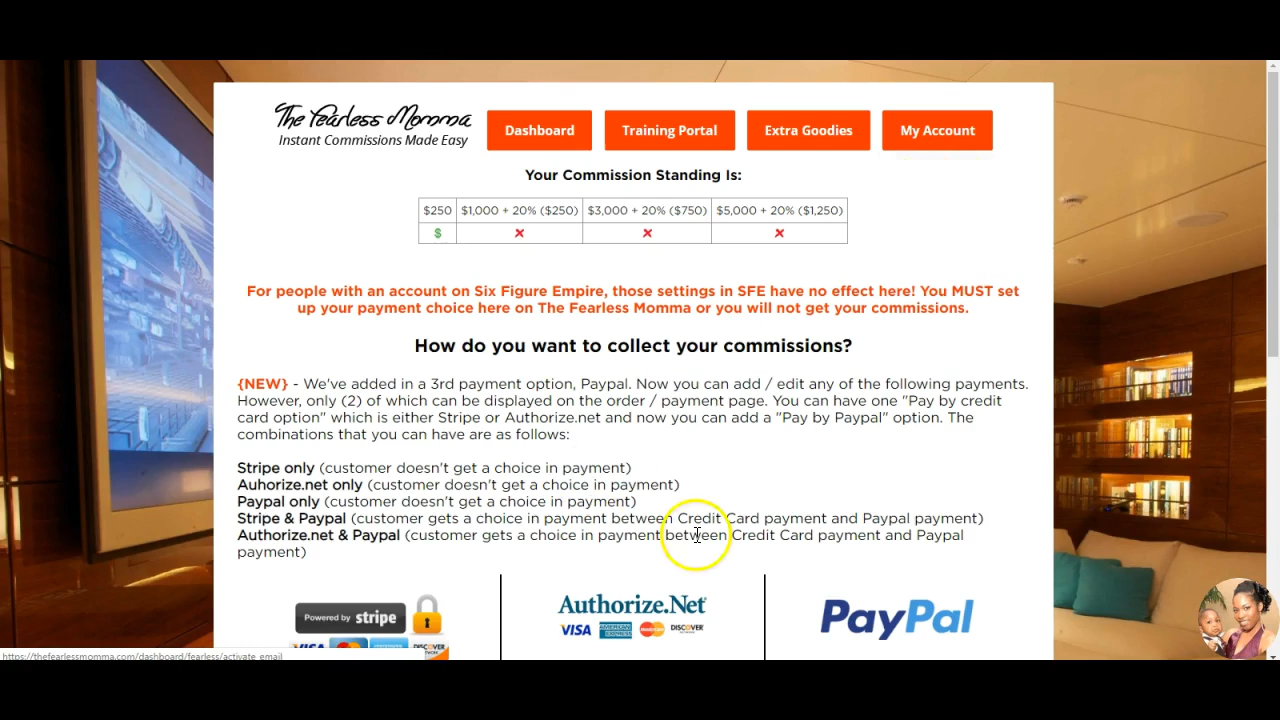 The Fearless Momma
Instant Commissions Made Easy
Dashboard
Training Portal
Extra Goodies
My Account
Your Commission Standing Is:
$250 $1,000 + 20% ($250) $3,000 + 20% ($750) $5,000 + 20% ($1,250)
$ × × ×
For people with an account on Six Figure Empire, those settings in SFE have no effect here! You MUST set
up your payment choice here on The Fearless Momma or you will not get your commissions.
How do you want to collect your commissions?
{NEW} - We've added in a 3rd payment option, Paypal. Now you can add / edit any of the following payments.
However, only (2) of which can be displayed on the order / payment page. You can have one "Pay by credit
card option" which is either Stripe or Authorize.net and now you can add a "Pay by Paypal" option. The
combinations that you can have are as follows:
Stripe only (customer doesn't get a choice in payment)
Auhorize.net only (customer doesn't get a choice in payment)
Paypal only (customer doesn't get a choice in payment)
Stripe & Paypal (customer gets a choice in payment between Credit Card payment and Paypal payment)
Authorize.net & Paypal (customer gets a choice in payment between Credit Card payment and Paypal
payment)
Powered by stripe
VISA DISCOVER
Authorize.Net
VISA AMERICAN EXPRESS MasterCard DISCOVER
PayPal
https://thefearlessmomma.com/dashboard/fearless/activate_email